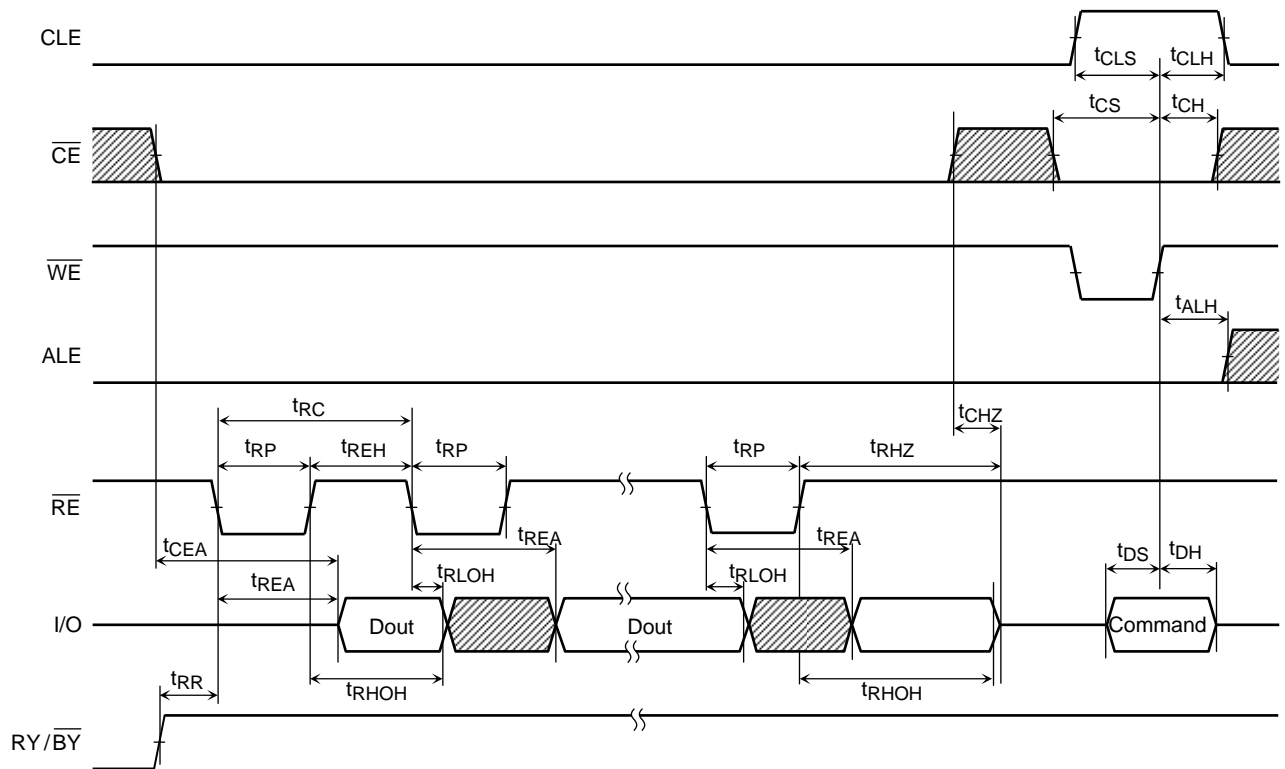 CLE
tCLS tCLH
tCS tCH
CE
WE
tALH
ALE
tRC tCHZ
tRP tREH tRP tRP tRHZ
RE
tCEA tREA tREA
tREA tRLOH tRLOH tDS tDH
I/O Dout Dout Command
tRR tRHOH tRHOH
RY/BY